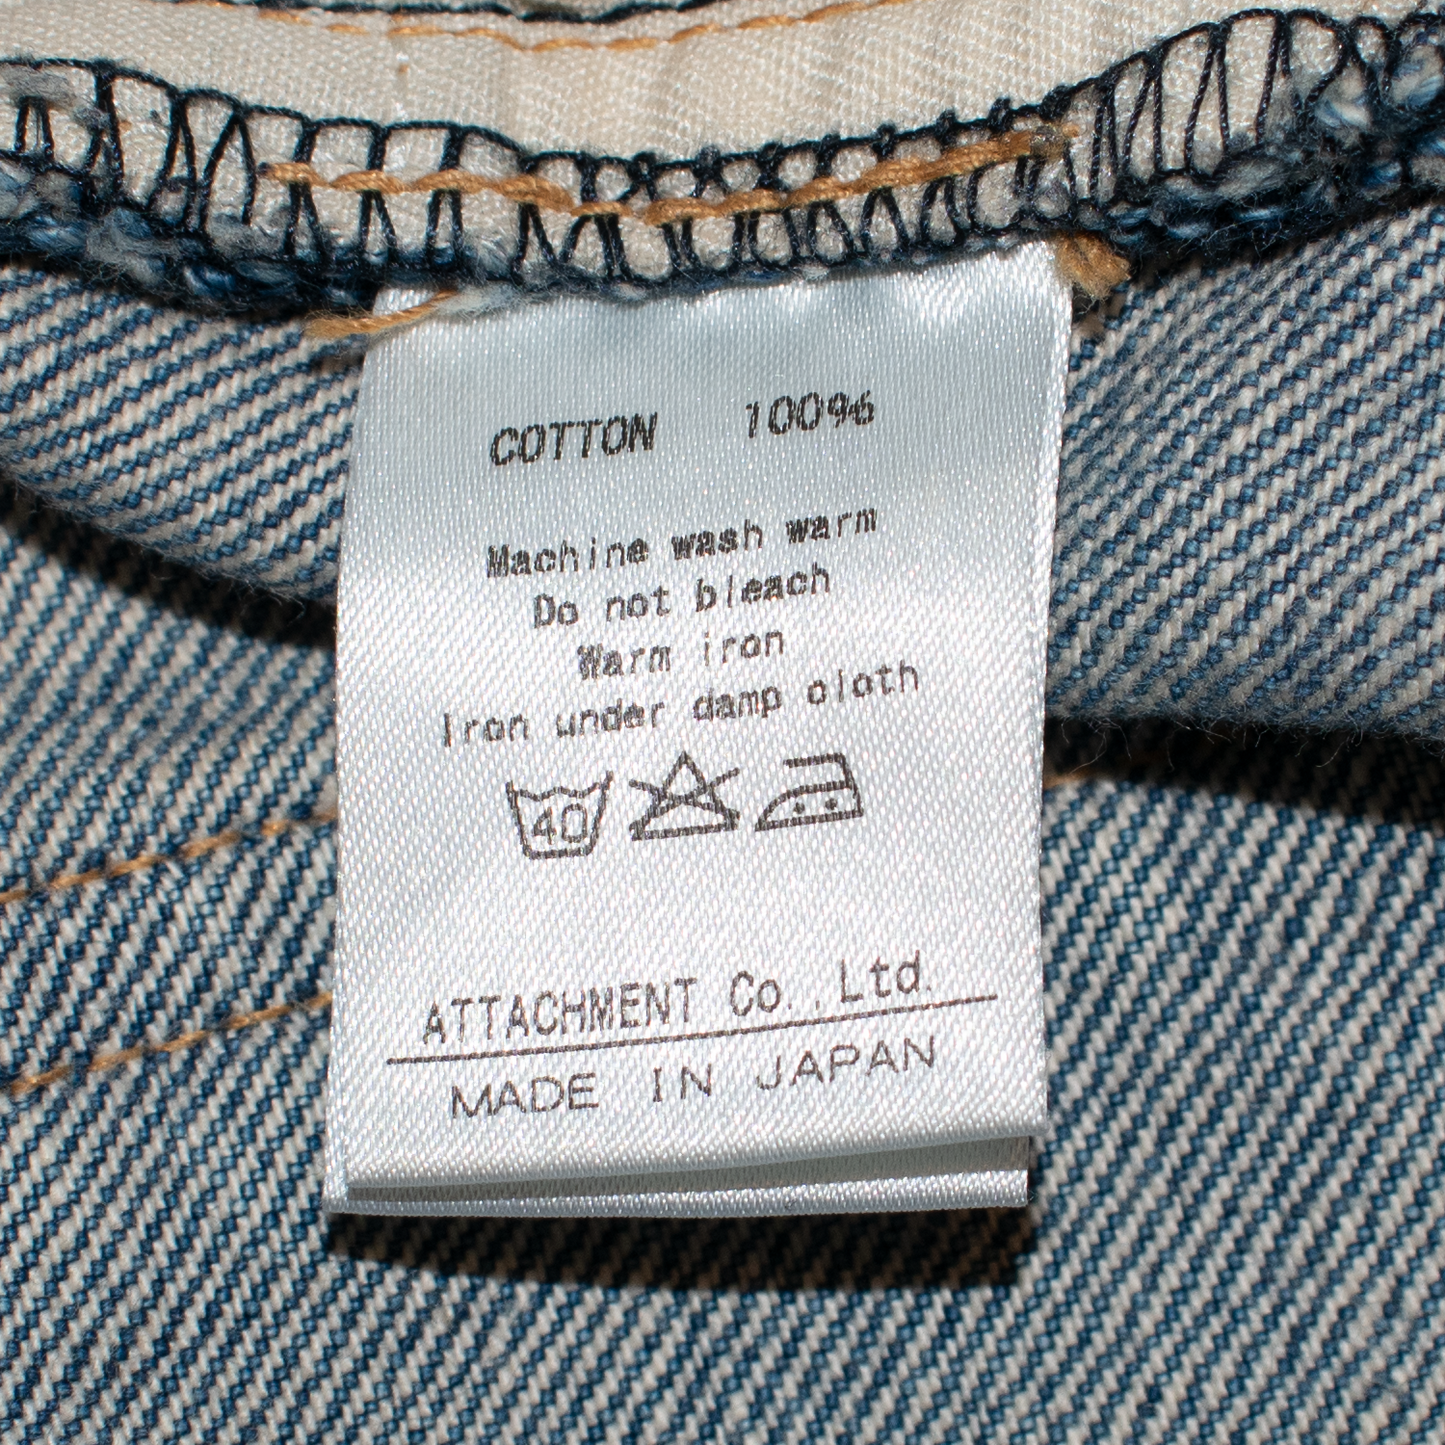 COTTON 100%
Machine wash warm
Do not bleach
Warm iron
Iron under damp cloth
40
ATTACHMENT Co.,Ltd.
MADE IN JAPAN